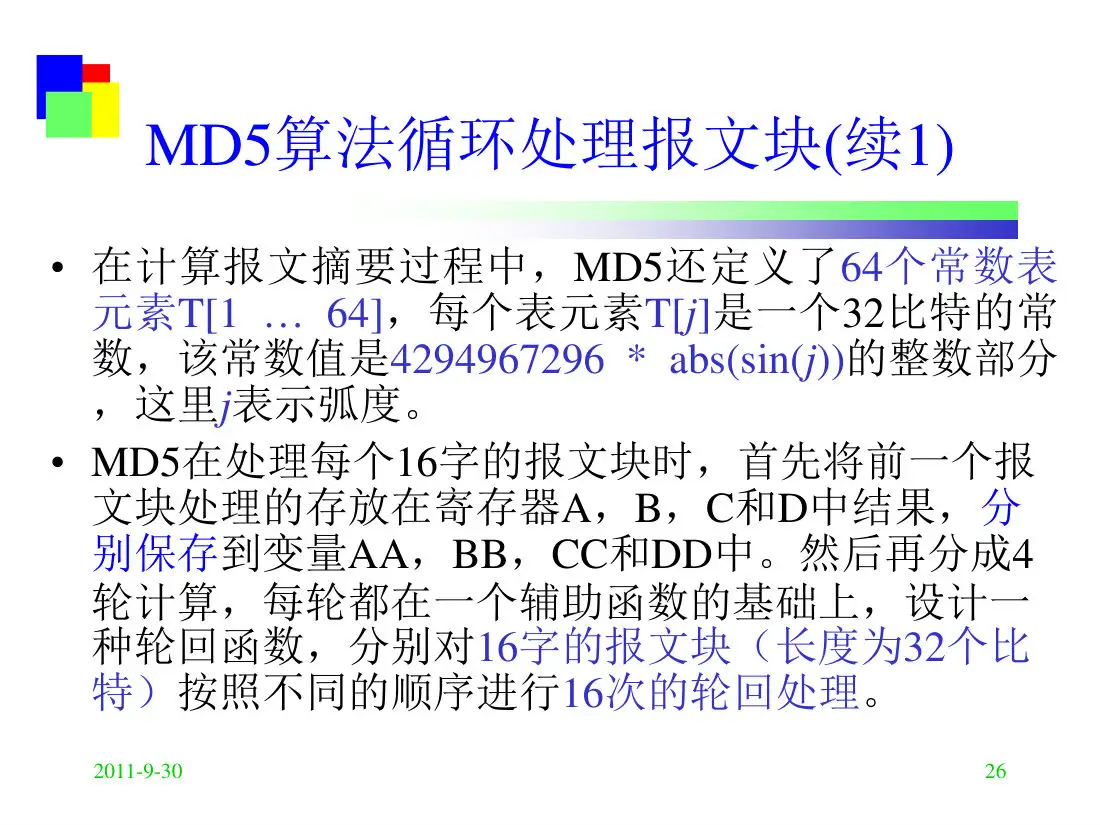 MD5算法循环处理报文块(续1)
• 在计算报文摘要过程中，MD5还定义了64个常数表
元素T[1 … 64]，每个表元素T[j]是一个32比特的常
数，该常数值是4294967296 * abs(sin(j))的整数部分
，这里j表示弧度。
• MD5在处理每个16字的报文块时，首先将前一个报
文块处理的存放在寄存器A，B，C和D中结果，分
别保存到变量AA，BB，CC和DD中。然后再分成4
轮计算，每轮都在一个辅助函数的基础上，设计一
种轮回函数，分别对16字的报文块（长度为32个比
特）按照不同的顺序进行16次的轮回处理。
2011-9-30
26